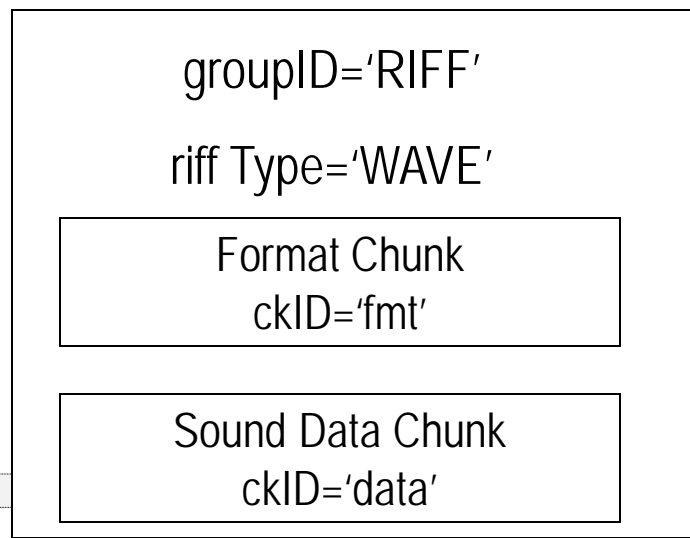 groupID=‘RIFF’
riff Type=‘WAVE’
Format Chunk
ckID=‘fmt’
Sound Data Chunk
ckID=‘data’